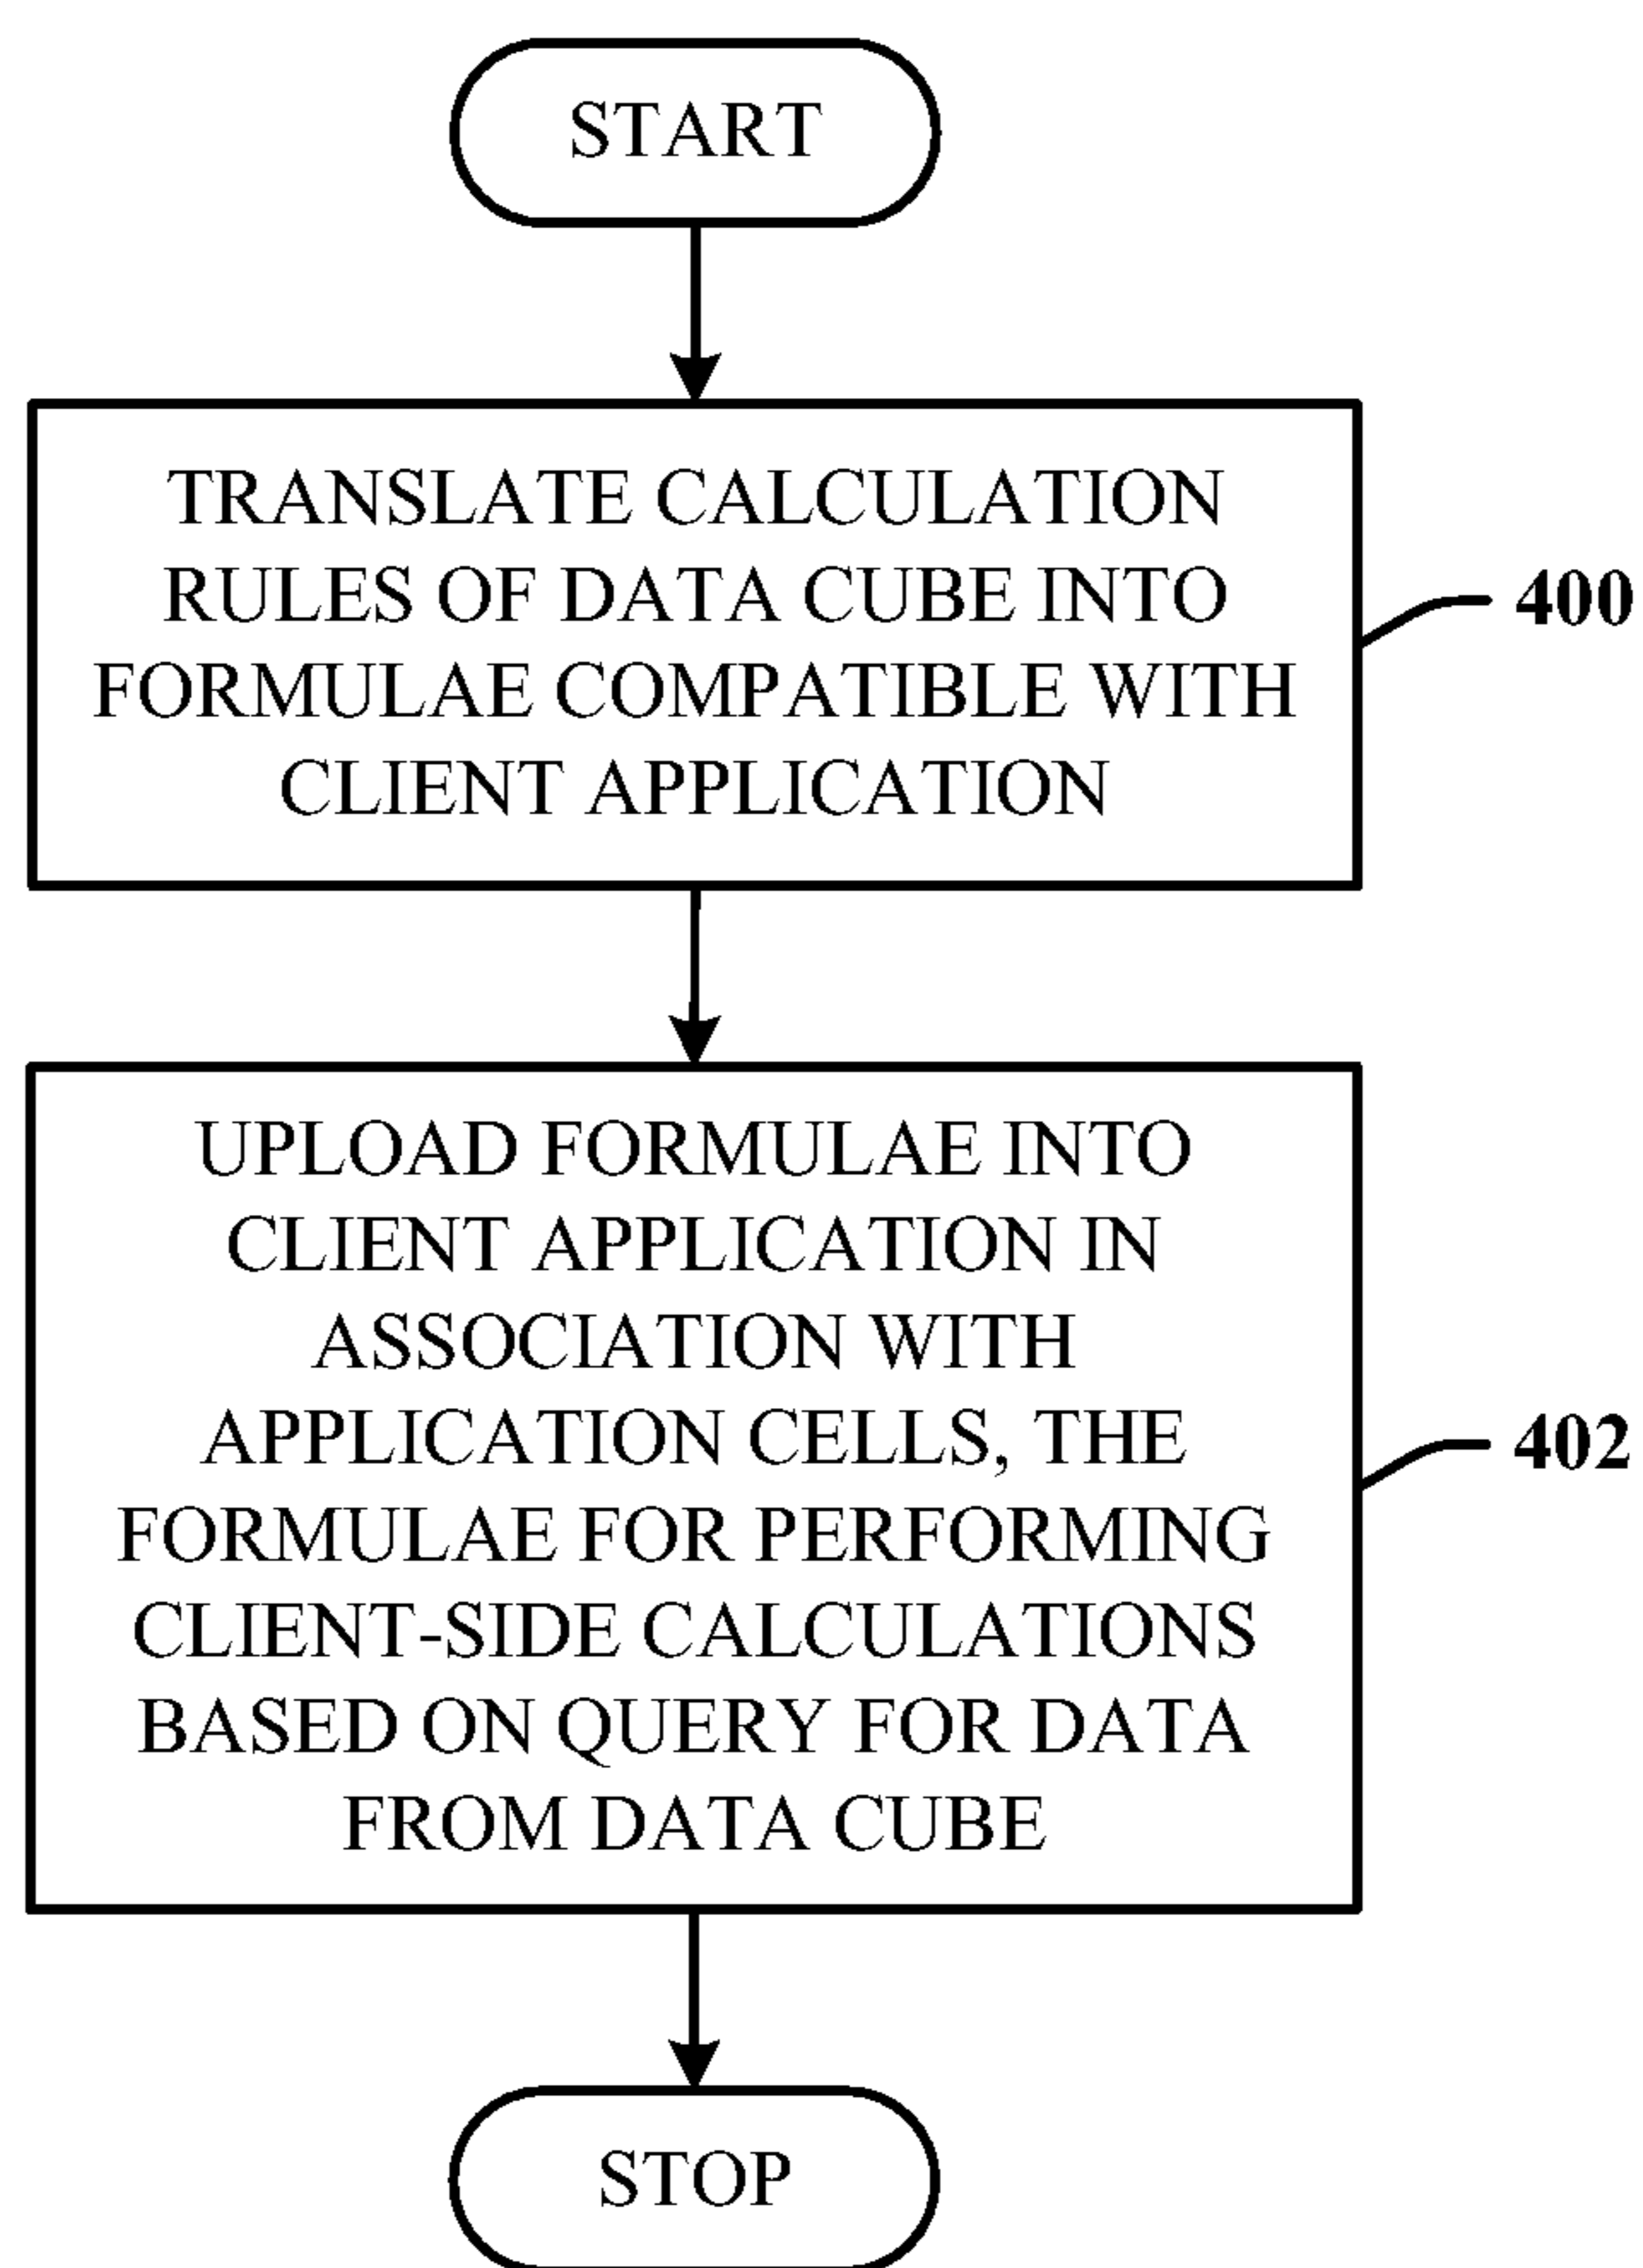 START
TRANSLATE CALCULATION
RULES OF DATA CUBE INTO
FORMULAE COMPATIBLE WITH
CLIENT APPLICATION
400
UPLOAD FORMULAE INTO
CLIENT APPLICATION IN
ASSOCIATION WITH
APPLICATION CELLS, THE
FORMULAE FOR PERFORMING
CLIENT-SIDE CALCULATIONS
BASED ON QUERY FOR DATA
FROM DATA CUBE
402
STOP